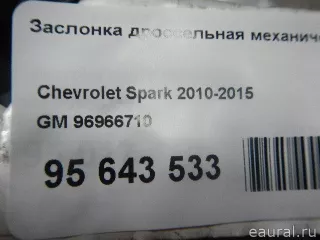 Заслонка дроссельная механич
Chevrolet Spark 2010-2015
GM 96966710
95 643 533
eaural.ru